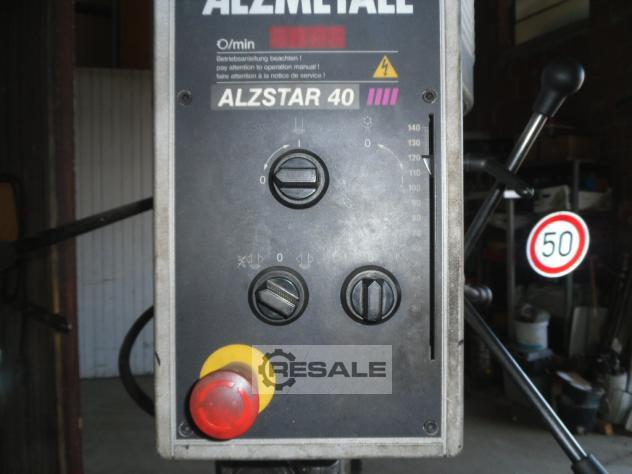 ALZMETALL
O/min
Betriebsanleitung beachten !
pay attention to operation manual !
faire attention à la notice de service !
ALZSTAR 40
140
130
120
110
100
0
I
0
0
50
RESALE